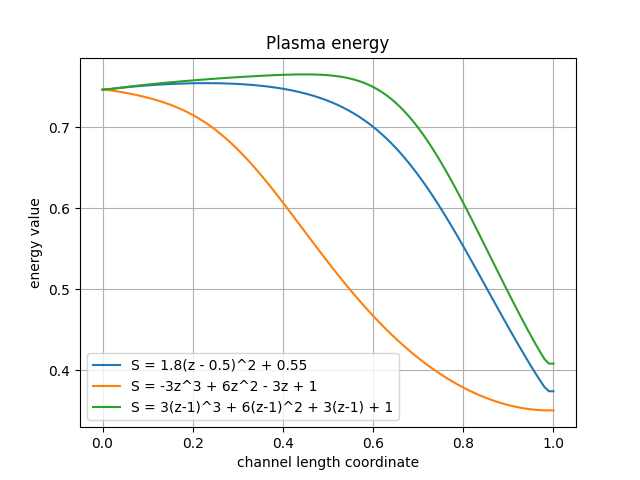 Plasma energy
energy value
0.7
0.6
0.5
0.4
S = 1.8(z - 0.5)^2 + 0.55
S = -3z^3 + 6z^2 - 3z + 1
S = 3(z-1)^3 + 6(z-1)^2 + 3(z-1) + 1
0.0 0.2 0.4 0.6 0.8 1.0
channel length coordinate